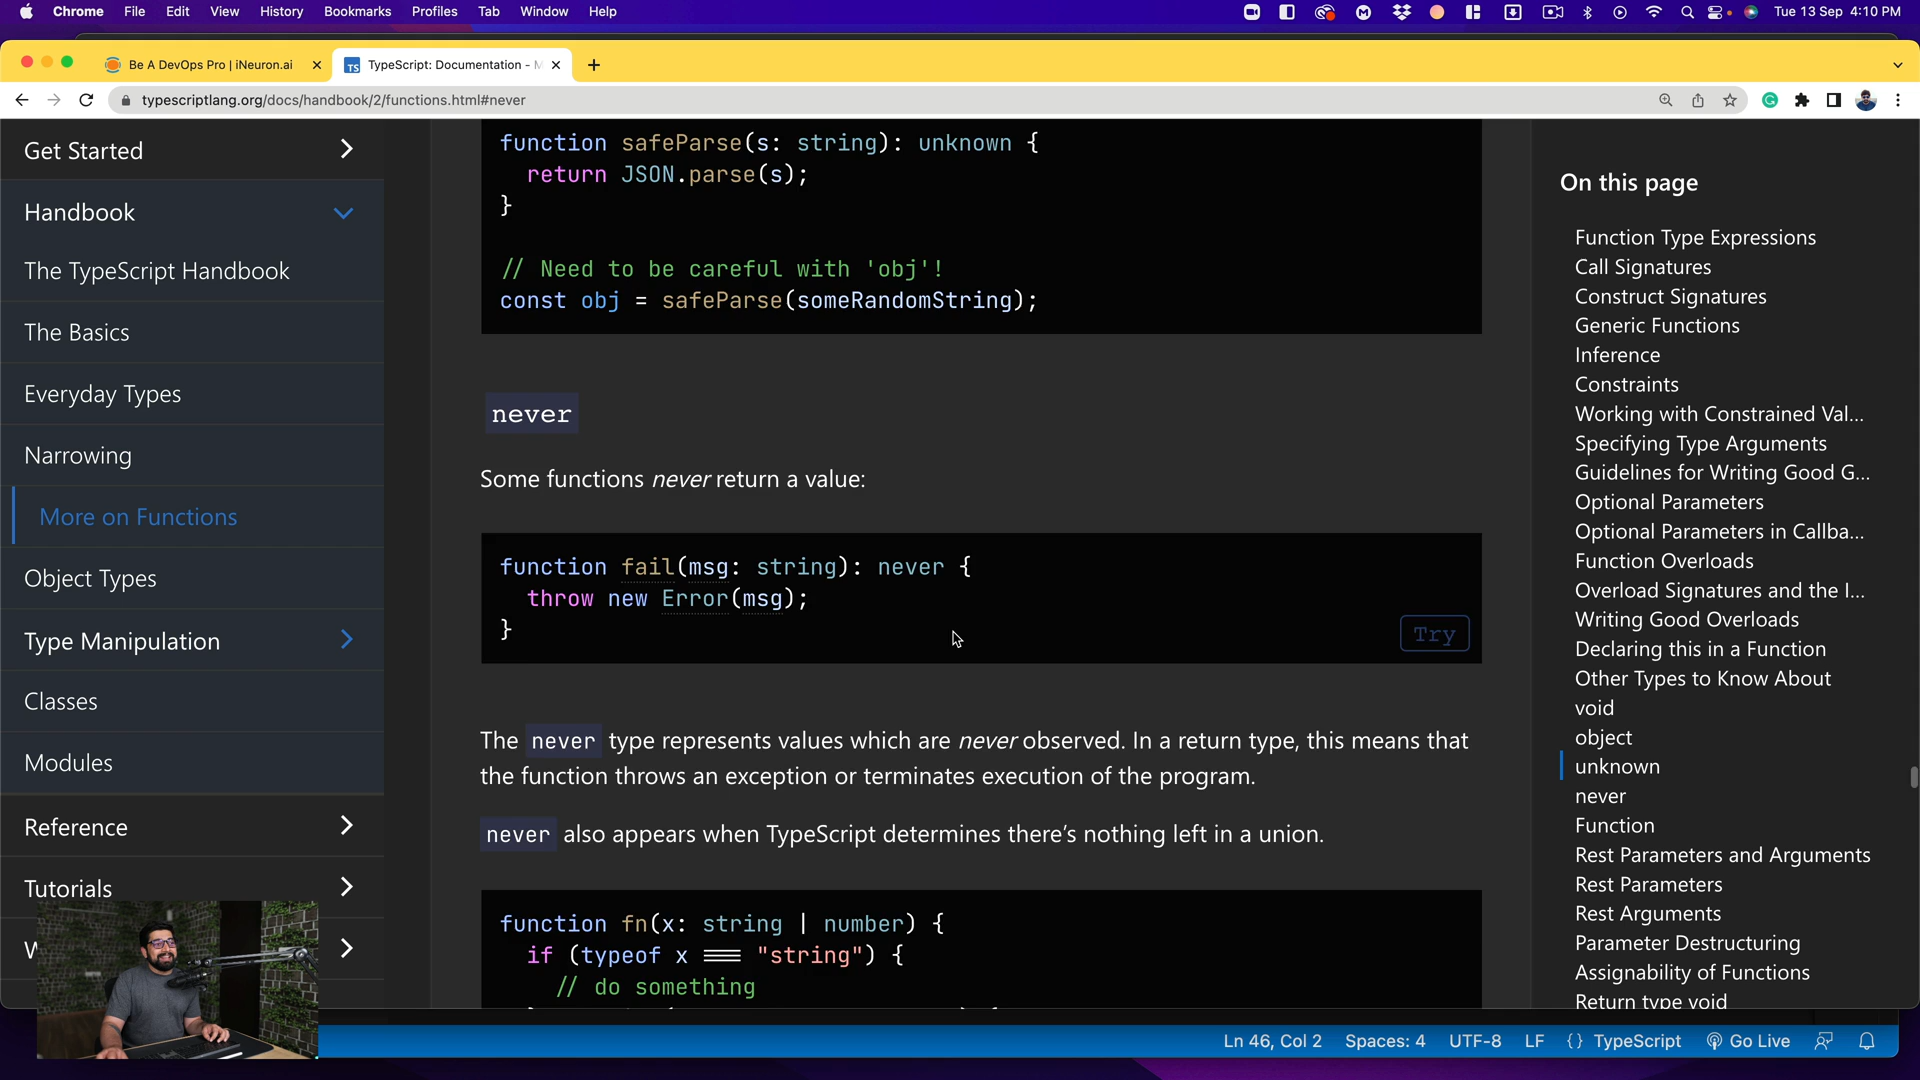 Chrome File Edit View History Bookmarks Profiles Tab Window Help
Tue 13 Sep 4:10 PM
Be A DevOps Pro | iNeuron.ai
TypeScript: Documentation - M
typescriptlang.org/docs/handbook/2/functions.html#never
Get Started
Handbook
The TypeScript Handbook
The Basics
Everyday Types
Narrowing
More on Functions
Object Types
Type Manipulation
Classes
Modules
Reference
Tutorials
function safeParse(s: string): unknown {
return JSON.parse(s);
}
// Need to be careful with 'obj'!
const obj = safeParse(someRandomString);
never
Some functions never return a value:
function fail(msg: string): never {
throw new Error(msg);
}
Try
The never type represents values which are never observed. In a return type, this means that
the function throws an exception or terminates execution of the program.
never also appears when TypeScript determines there’s nothing left in a union.
function fn(x: string | number) {
if (typeof x === "string") {
// do something
On this page
Function Type Expressions
Call Signatures
Construct Signatures
Generic Functions
Inference
Constraints
Working with Constrained Val...
Specifying Type Arguments
Guidelines for Writing Good G...
Optional Parameters
Optional Parameters in Callba...
Function Overloads
Overload Signatures and the I...
Writing Good Overloads
Declaring this in a Function
Other Types to Know About
void
object
unknown
never
Function
Rest Parameters and Arguments
Rest Parameters
Rest Arguments
Parameter Destructuring
Assignability of Functions
Return type void
Ln 46, Col 2 Spaces: 4 UTF-8 LF {} TypeScript Go Live